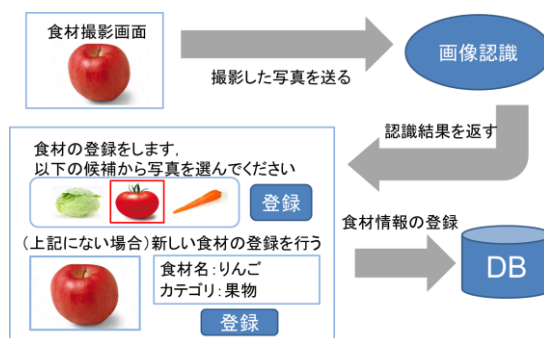 食材撮影画面
画像認識
撮影した写真を送る
認識結果を返す
食材の登録をします,
以下の候補から写真を選んでください
登録
(上記にない場合)新しい食材の登録を行う
食材名:りんご
カテゴリ:果物
登録
食材情報の登録
DB